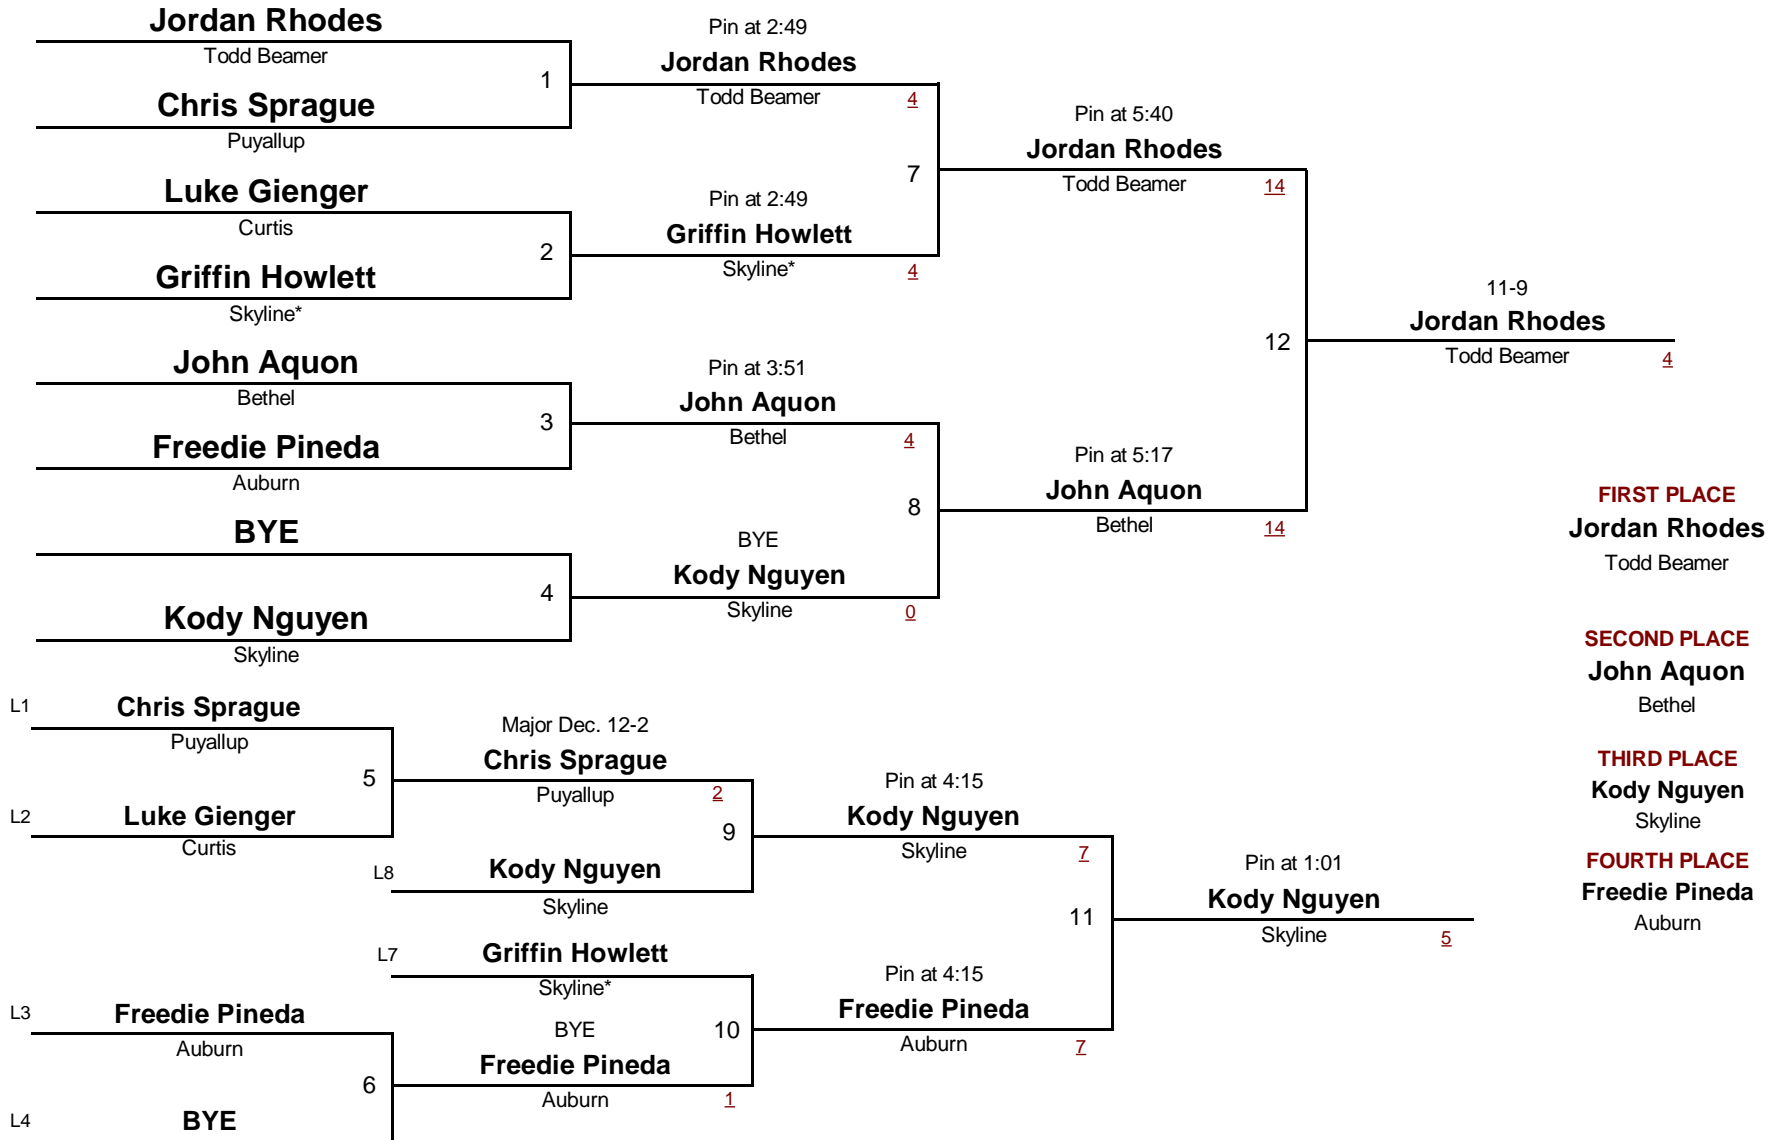 Jordan Rhodes
Todd Beamer
1
Chris Sprague
Puyallup
Luke Gienger
Curtis
2
Griffin Howlett
Skyline*
John Aquon
Bethel
3
Freedie Pineda
Auburn
BYE
4
Kody Nguyen
Skyline
Pin at 2:49
Jordan Rhodes
Todd Beamer 4
7
Pin at 2:49
Griffin Howlett
Skyline* 4
Pin at 3:51
John Aquon
Bethel 4
8
BYE
Kody Nguyen
Skyline 0
Pin at 5:40
Jordan Rhodes
Todd Beamer 14
12
Pin at 5:17
John Aquon
Bethel 14
11-9
Jordan Rhodes
Todd Beamer 4
FIRST PLACE
Jordan Rhodes
Todd Beamer
SECOND PLACE
John Aquon
Bethel
THIRD PLACE
Kody Nguyen
Skyline
FOURTH PLACE
Freedie Pineda
Auburn
L1 Chris Sprague
Puyallup
5
L2 Luke Gienger
Curtis
Major Dec. 12-2
Chris Sprague
Puyallup 2
9
L8 Kody Nguyen
Skyline
L7 Griffin Howlett
Skyline*
10
L3 Freedie Pineda
Auburn
6
L4 BYE
BYE
Freedie Pineda
Auburn 1
Pin at 4:15
Kody Nguyen
Skyline 7
11
Pin at 4:15
Freedie Pineda
Auburn 7
Pin at 1:01
Kody Nguyen
Skyline 5